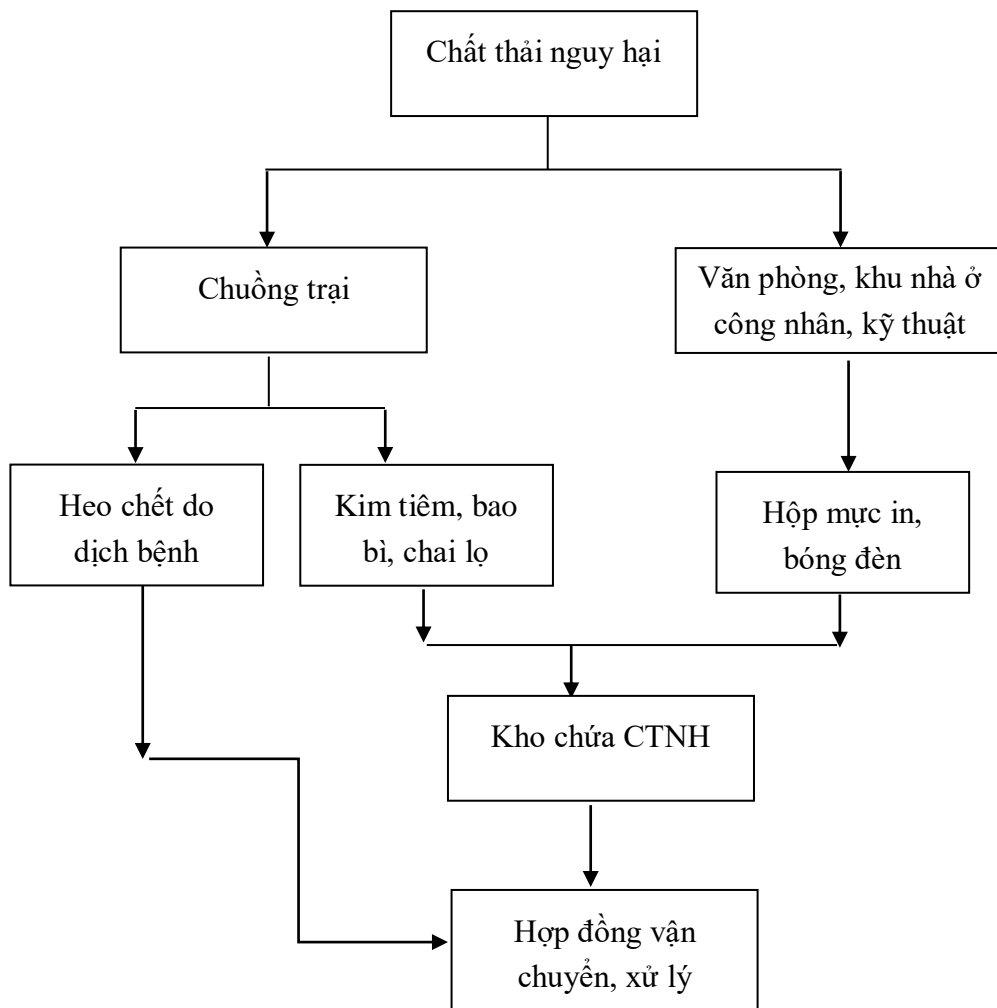 Chất thải nguy hại
Chuồng trại
Văn phòng, khu nhà ở
công nhân, kỹ thuật
Heo chết do
dịch bệnh
Kim tiêm, bao
bì, chai lọ
Hộp mực in,
bóng đèn
Kho chứa CTNH
Hợp đồng vận
chuyển, xử lý